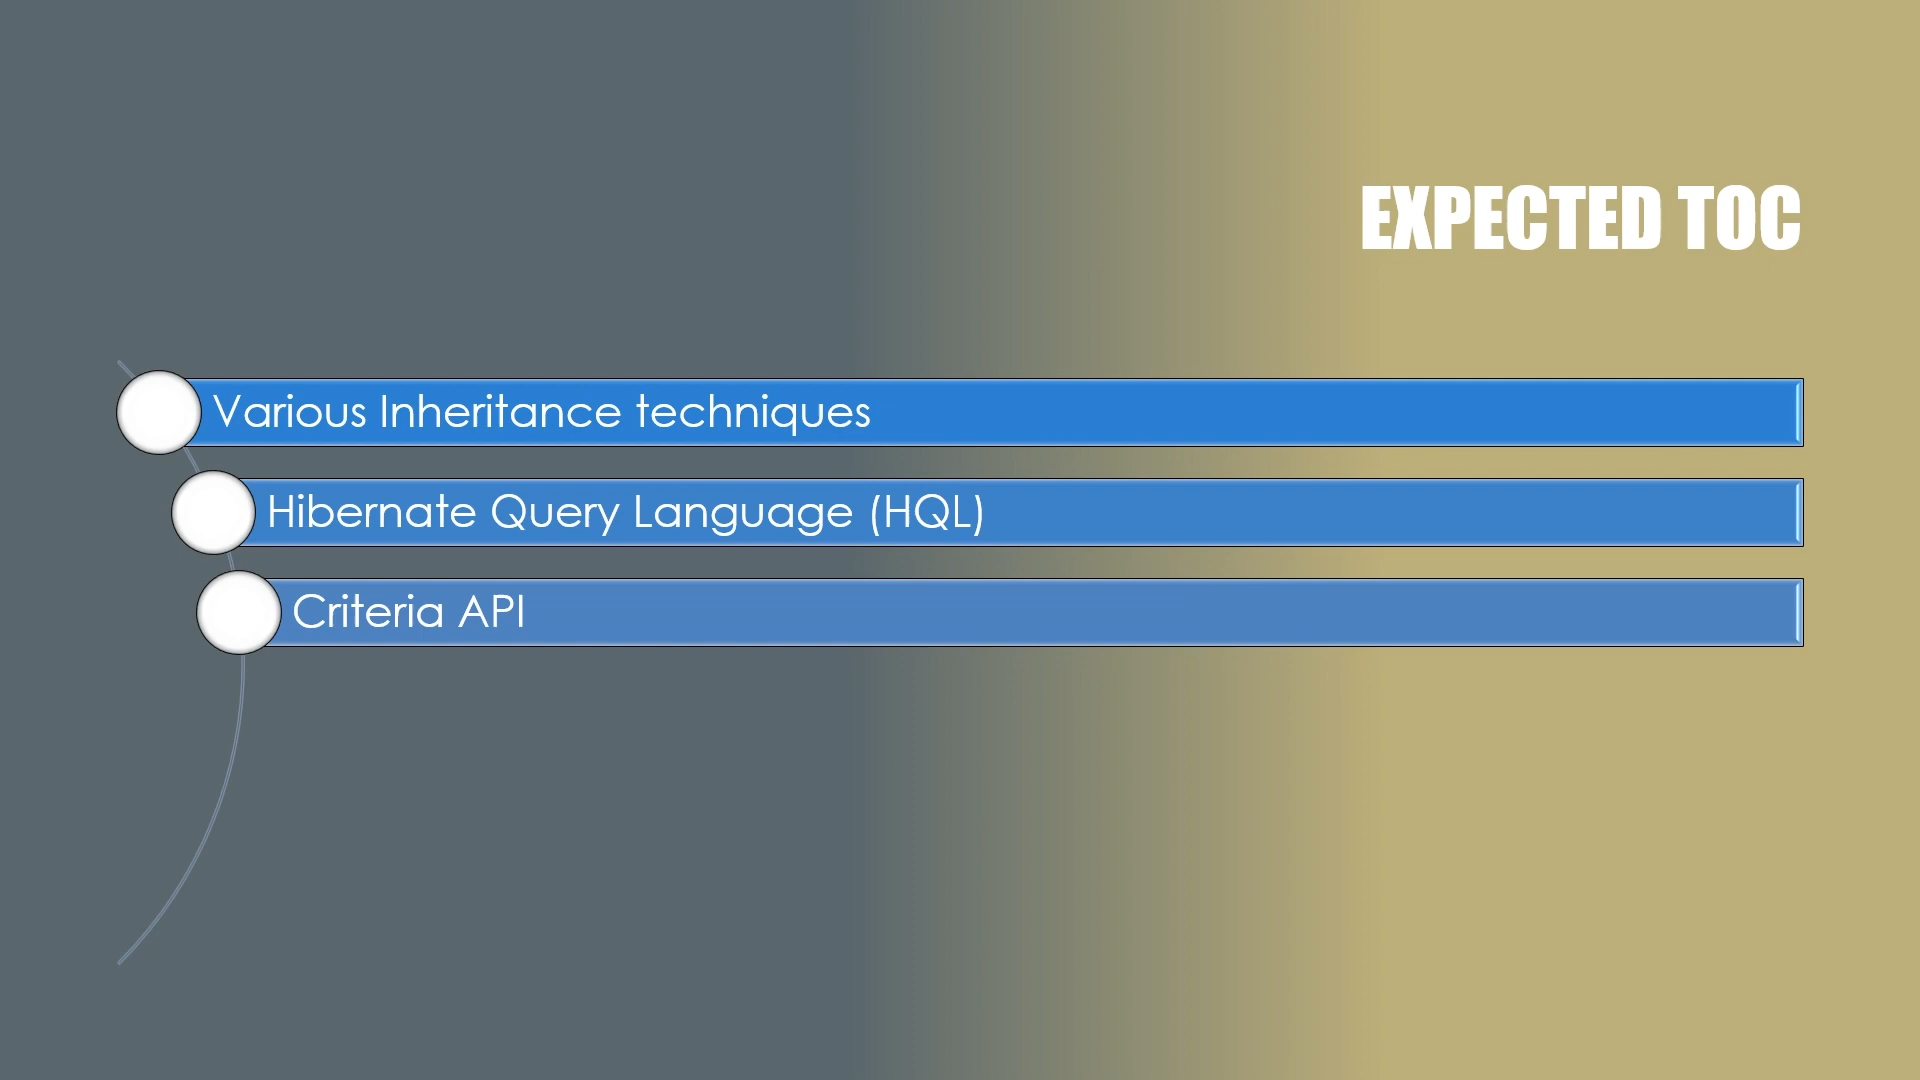 EXPECTED TOC
Various Inheritance techniques
Hibernate Query Language (HQL)
Criteria API